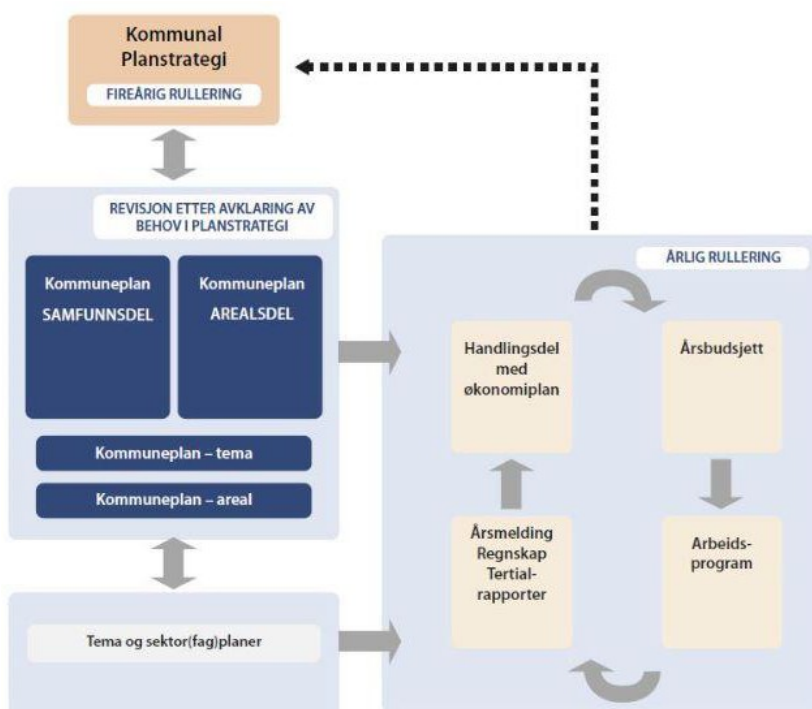 Kommunal
Planstrategi
FIREÅRIG RULLERING
REVISJON ETTER AVKLARING AV
BEHOV I PLANSTRATEGI
Kommuneplan
SAMFUNNSDEL
Kommuneplan
AREALSDEL
Kommuneplan – tema
Kommuneplan – areal
Tema og sektor(fag)planer
ÅRLIG RULLERING
Handlingsdel
med
økonomiplan
Årsbudsjett
Årsmelding
Regnskap
Tertial-
rapporter
Arbeids-
program